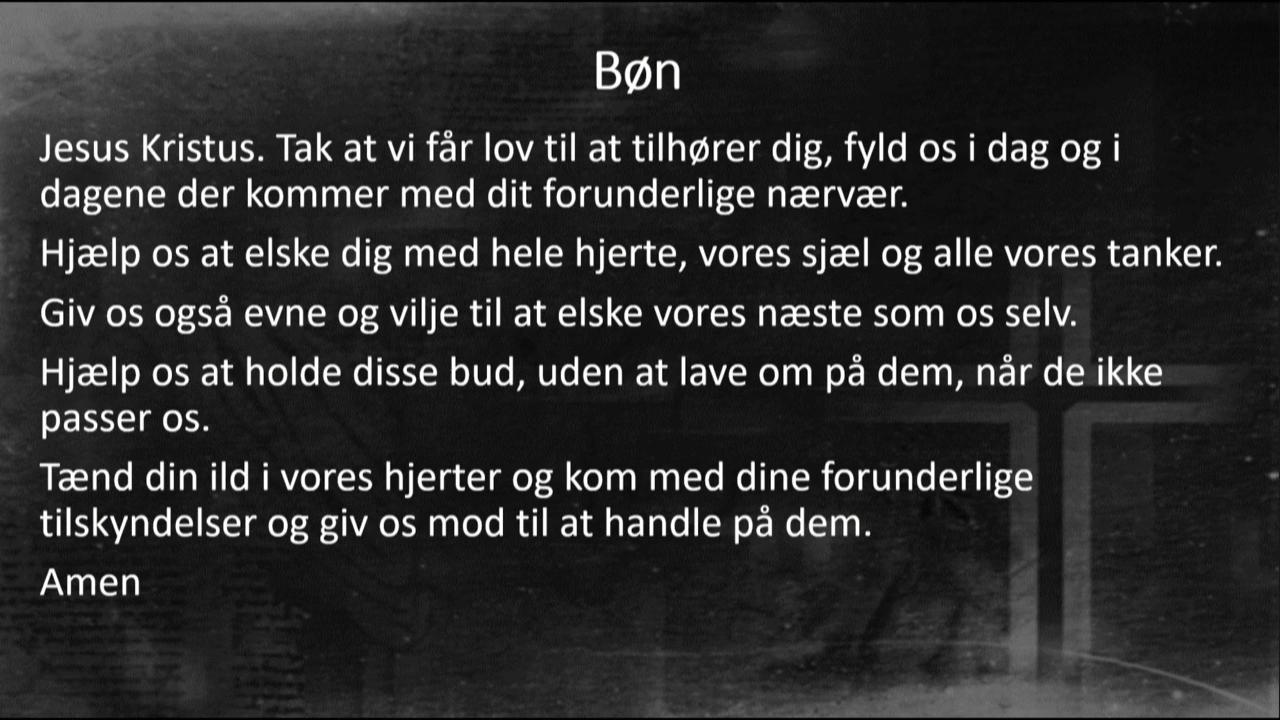 Bøn
Jesus Kristus. Tak at vi får lov til at tilhører dig, fyld os i dag og i
dagene der kommer med dit forunderlige nærvær.
Hjælp os at elske dig med hele hjerte, vores sjæl og alle vores tanker.
Giv os også evne og vilje til at elske vores næste som os selv.
Hjælp os at holde disse bud, uden at lave om på dem, når de ikke
passer os.
Tænd din ild i vores hjerter og kom med dine forunderlige
tilskyndelser og giv os mod til at handle på dem.
Amen